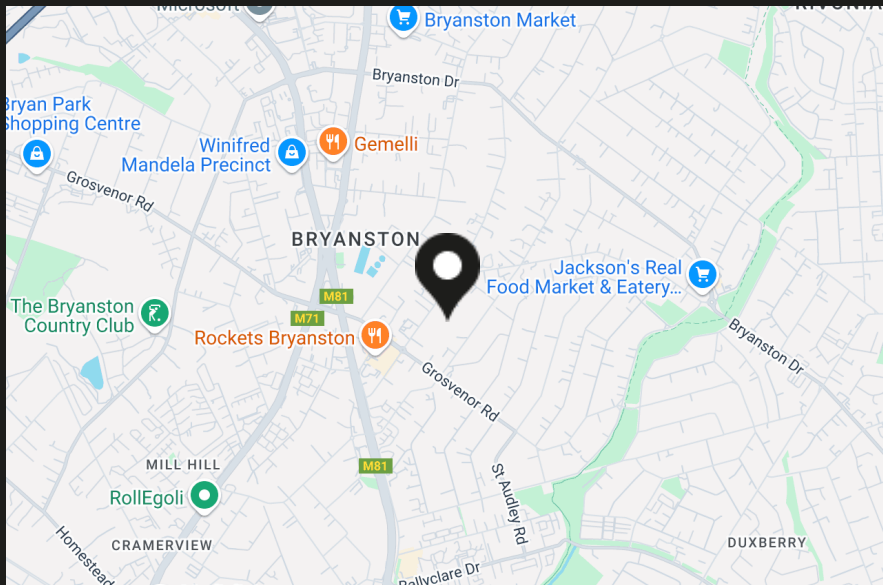 Microsoft
RIVONIA
Bryanston Market
Bryanston Dr
Bryan Park
Shopping Centre
Winifred
Mandela Precinct
Gemelli
Grosvenor Rd
BRYANSTON
Jackson's Real
Food Market & Eatery...
M81
The Bryanston
Country Club
M71
Rockets Bryanston
Bryanston Dr
Grosvenor Rd
MILL HILL
M81
RollEgoli
St Audley Rd
CRAMERVIEW
Homestead
DUXBERRY
Ballyclare Dr